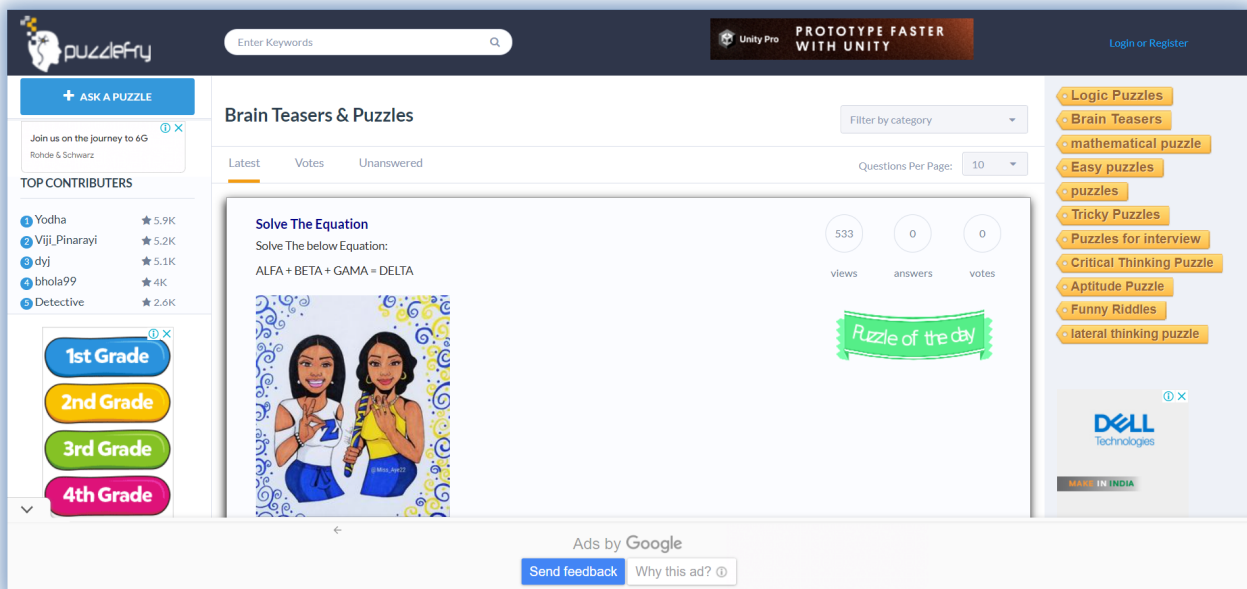 puzzlefry
Enter Keywords
Unity Pro
PROTOTYPE FASTER
WITH UNITY
Login or Register
+ ASK A PUZZLE
Join us on the journey to 6G
Rohde & Schwarz
TOP CONTRIBUTERS
1 Yodha 5.9K
2 Viji_Pinarayi 5.2K
3 dyj 5.1K
4 bhola99 4K
5 Detective 2.6K
1st Grade
2nd Grade
3rd Grade
4th Grade
Brain Teasers & Puzzles
Filter by category
Latest Votes Unanswered
Questions Per Page: 10
Solve The Equation
Solve The below Equation:
ALFA + BETA + GAMA = DELTA
@Miss_Aye22
533 0 0
views answers votes
Puzzle of the day
Logic Puzzles
Brain Teasers
mathematical puzzle
Easy puzzles
puzzles
Tricky Puzzles
Puzzles for interview
Critical Thinking Puzzle
Aptitude Puzzle
Funny Riddles
lateral thinking puzzle
DELL
Technologies
MAKE IN INDIA
Ads by Google
Send feedback
Why this ad?